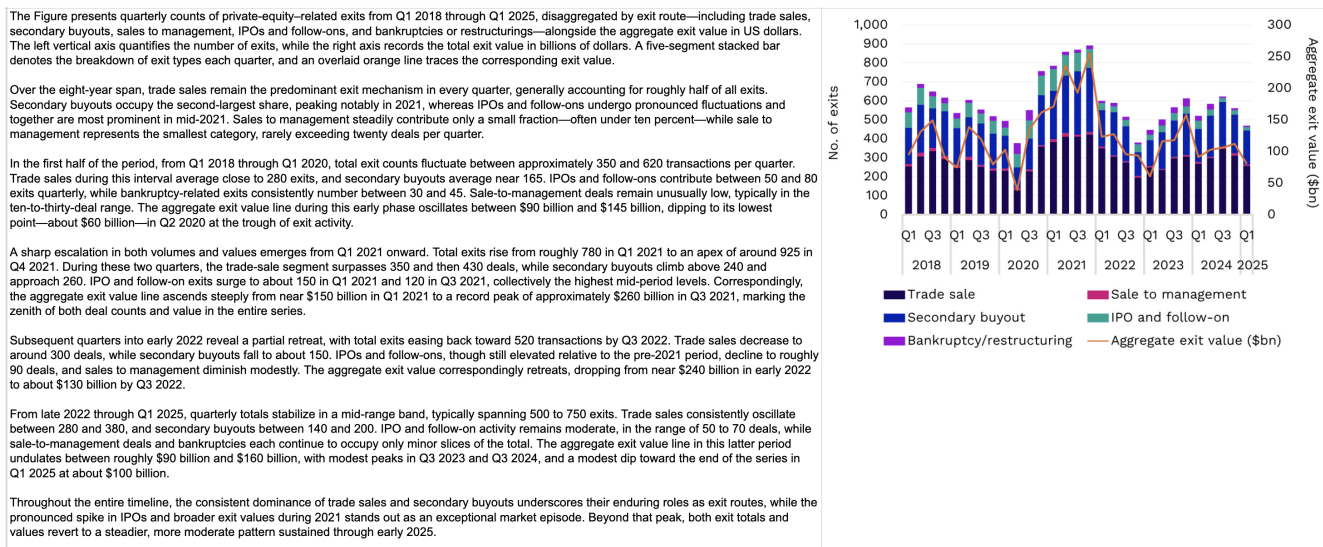 The Figure presents quarterly counts of private-equity–related exits from Q1 2018 through Q1 2025, disaggregated by exit route—including trade sales,
secondary buyouts, sales to management, IPOs and follow-ons, and bankruptcies or restructurings—alongside the aggregate exit value in US dollars.
The left vertical axis quantifies the number of exits, while the right axis records the total exit value in billions of dollars. A five-segment stacked bar
denotes the breakdown of exit types each quarter, and an overlaid orange line traces the corresponding exit value.
Over the eight-year span, trade sales remain the predominant exit mechanism in every quarter, generally accounting for roughly half of all exits.
Secondary buyouts occupy the second-largest share, peaking notably in 2021, whereas IPOs and follow-ons undergo pronounced fluctuations and
together are most prominent in mid-2021. Sales to management steadily contribute only a small fraction—often under ten percent—while sale to
management represents the smallest category, rarely exceeding twenty deals per quarter.
In the first half of the period, from Q1 2018 through Q1 2020, total exit counts fluctuate between approximately 350 and 620 transactions per quarter.
Trade sales during this interval average close to 280 exits, and secondary buyouts average near 165. IPOs and follow-ons contribute between 50 and 80
exits quarterly, while bankruptcy-related exits consistently number between 30 and 45. Sale-to-management deals remain unusually low, typically in the
ten-to-thirty-deal range. The aggregate exit value line during this early phase oscillates between $90 billion and $145 billion, dipping to its lowest
point—about $60 billion—in Q2 2020 at the trough of exit activity.
A sharp escalation in both volumes and values emerges from Q1 2021 onward. Total exits rise from roughly 780 in Q1 2021 to an apex of around 925 in
Q4 2021. During these two quarters, the trade-sale segment surpasses 350 and then 430 deals, while secondary buyouts climb above 240 and
approach 260. IPO and follow-on exits surge to about 150 in Q1 2021 and 120 in Q3 2021, collectively the highest mid-period levels. Correspondingly,
the aggregate exit value line ascends steeply from near $150 billion in Q1 2021 to a record peak of approximately $260 billion in Q3 2021, marking the
zenith of both deal counts and value in the entire series.
Subsequent quarters into early 2022 reveal a partial retreat, with total exits easing back toward 520 transactions by Q3 2022. Trade sales decrease to
around 300 deals, while secondary buyouts fall to about 150. IPOs and follow-ons, though still elevated relative to the pre-2021 period, decline to roughly
90 deals, and sales to management diminish modestly. The aggregate exit value correspondingly retreats, dropping from near $240 billion in early 2022
to about $130 billion by Q3 2022.
From late 2022 through Q1 2025, quarterly totals stabilize in a mid-range band, typically spanning 500 to 750 exits. Trade sales consistently oscillate
between 280 and 380, and secondary buyouts between 140 and 200. IPO and follow-on activity remains moderate, in the range of 50 to 70 deals, while
sale-to-management deals and bankruptcies each continue to occupy only minor slices of the total. The aggregate exit value line in this latter period
undulates between roughly $90 billion and $160 billion, with modest peaks in Q3 2023 and Q3 2024, and a modest dip toward the end of the series in
Q1 2025 at about $100 billion.
Throughout the entire timeline, the consistent dominance of trade sales and secondary buyouts underscores their enduring roles as exit routes, while the
pronounced spike in IPOs and broader exit values during 2021 stands out as an exceptional market episode. Beyond that peak, both exit totals and
values revert to a steadier, more moderate pattern sustained through early 2025.
No. of exits
1,000
900
800
700
600
500
400
300
200
100
0
300
250
200
150
100
50
0
Aggregate exit value ($bn)
Q1 Q3 Q1 Q3 Q1 Q3 Q1 Q3 Q1 Q3 Q1 Q3 Q1 Q3 Q1
2018 2019 2020 2021 2022 2023 2024 2025
Trade sale Sale to management
Secondary buyout IPO and follow-on
Bankruptcy/restructuring Aggregate exit value ($bn)